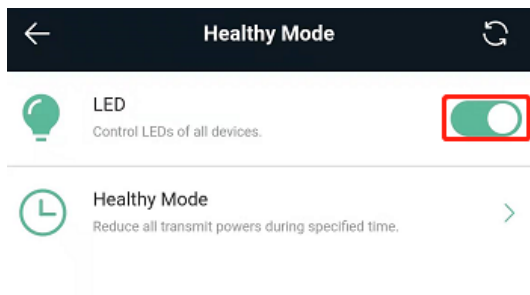 Healthy Mode
LED
Control LEDs of all devices.
Healthy Mode
Reduce all transmit powers during specified time.